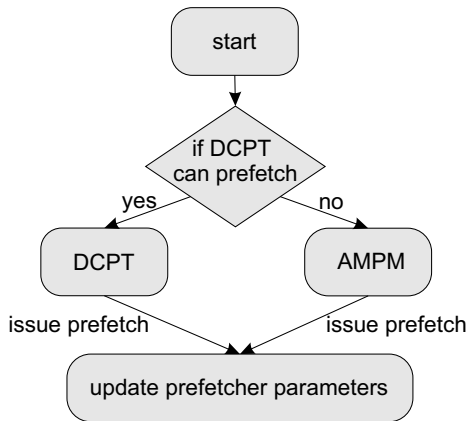 start
if DCPT
can prefetch
yes
no
DCPT
AMPM
issue prefetch
issue prefetch
update prefetcher parameters